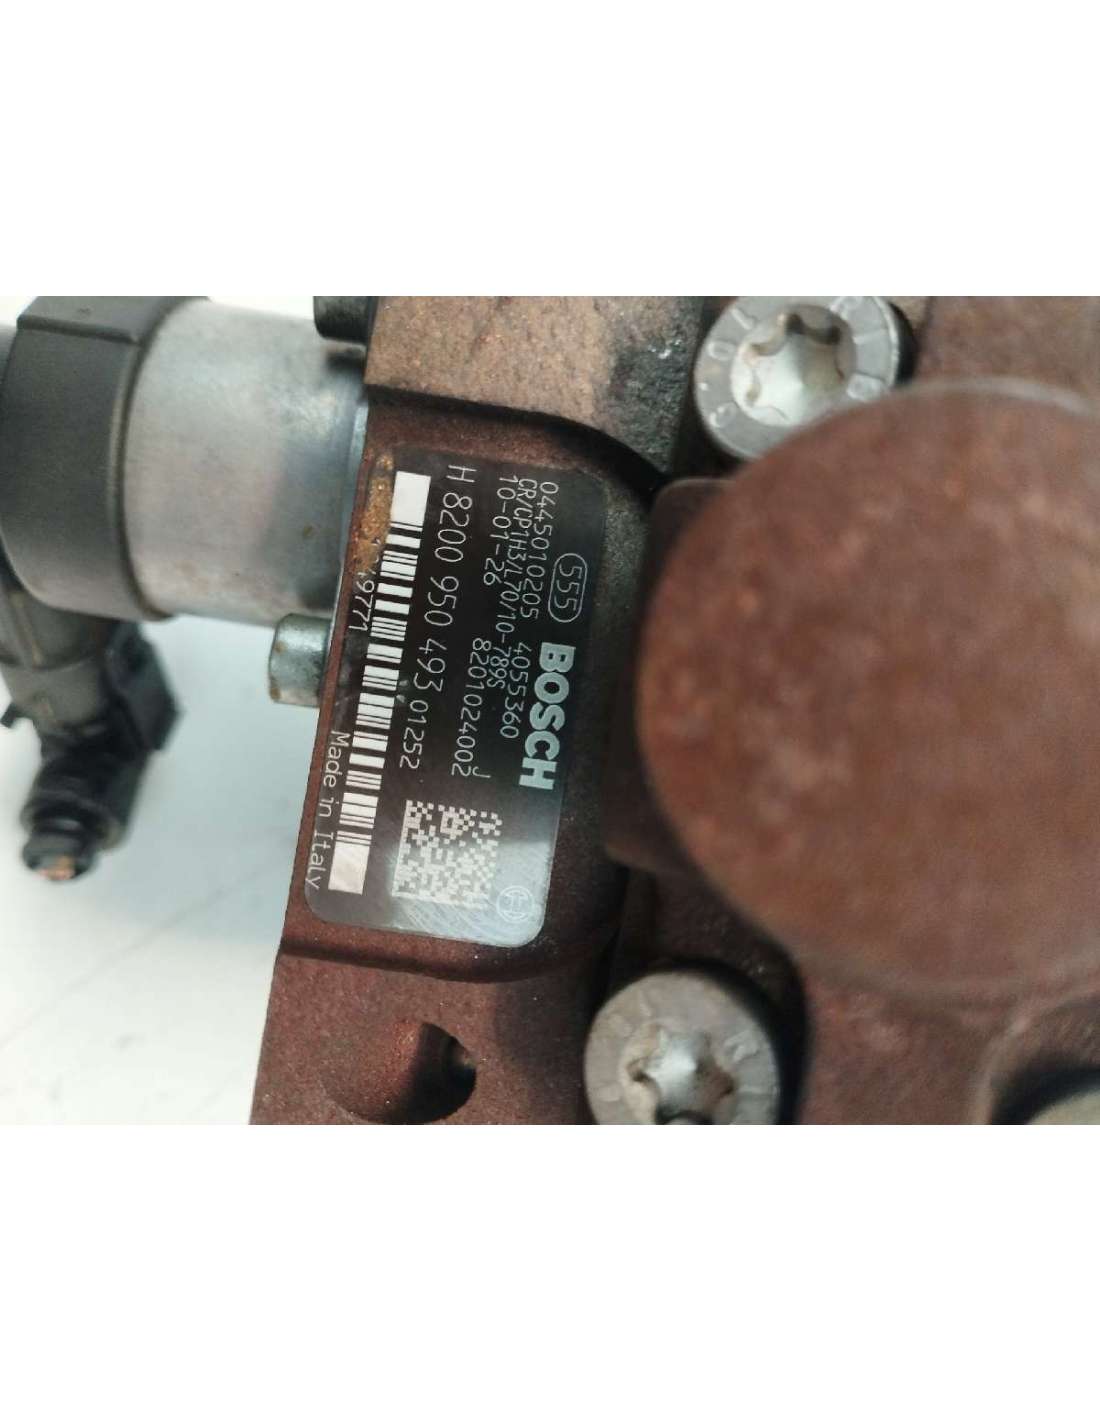 555 BOSCH
0445010205 4055360
CR/CP1H3/L70/10-789S
10-01-26 8201024002 J
H 8200 950 493 01252
9771 Made in Italy